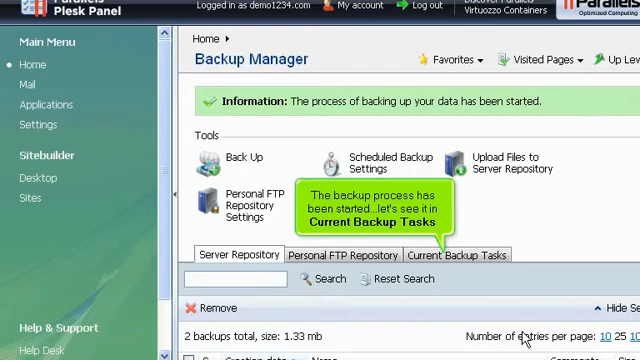 Parallels
Plesk Panel
Logged in as demo1234.com
My account
Log out
Discover Parallels
Virtuozzo Containers
Parallels
Optimized Computing
Main Menu
Home
Mail
Applications
Settings
Sitebuilder
Desktop
Sites
Help & Support
Help Desk
Home
Backup Manager
Favorites
Visited Pages
Up Lev
Information: The process of backing up your data has been started.
Tools
Back Up
Scheduled Backup
Settings
Upload Files to
Server Repository
Personal FTP
Repository
Settings
The backup process has
been started...let's see it in
Current Backup Tasks
Server Repository
Personal FTP Repository
Current Backup Tasks
Search
Reset Search
Remove
Hide Se
2 backups total, size: 1.33 mb
Number of entries per page: 10 25 10
Creation date
Name
Comments
Size